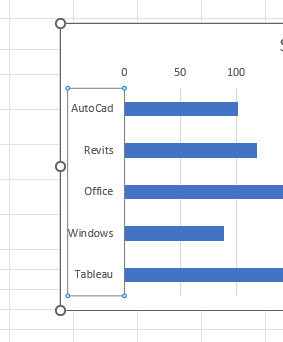 0 50 100
AutoCad
Revits
Office
Windows
Tableau